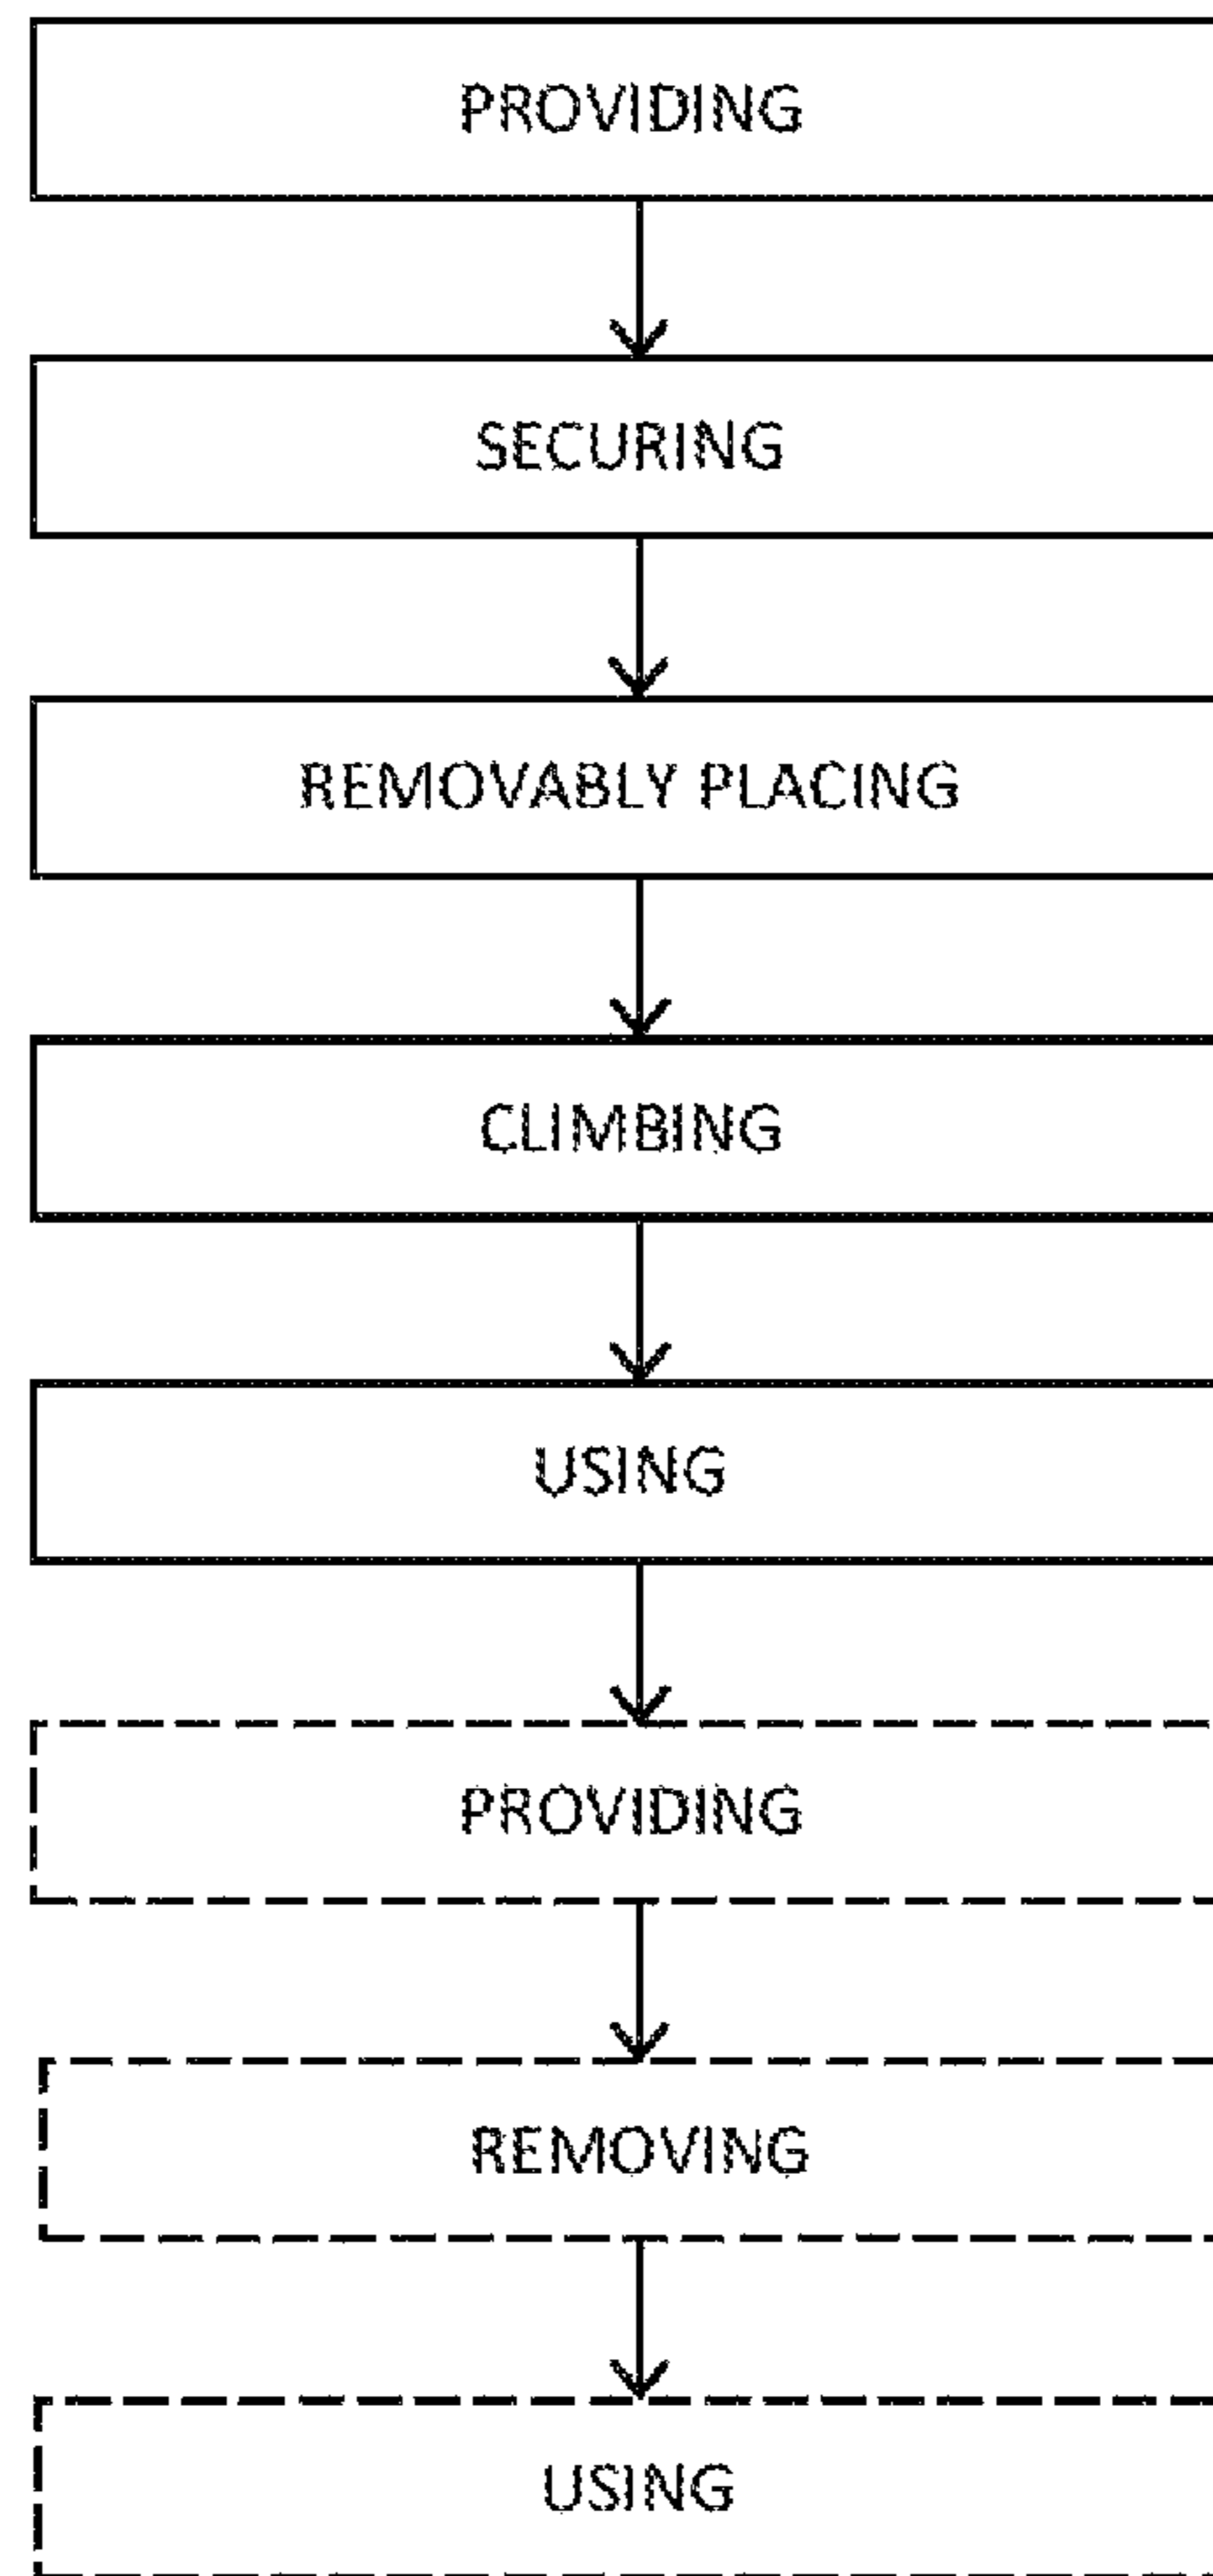 PROVIDING
SECURING
REMOVABLY PLACING
CLIMBING
USING
PROVIDING
REMOVING
USING